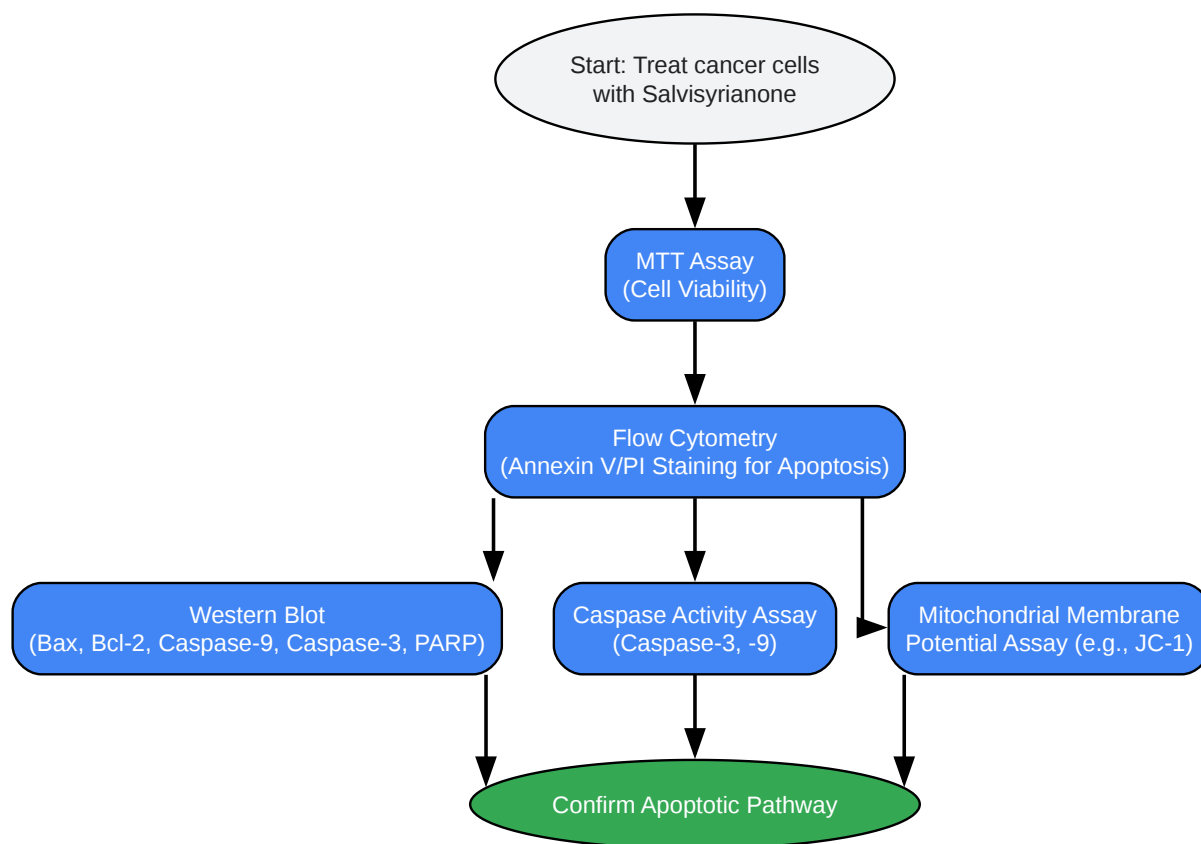 Start: Treat cancer cells
with Salvisyrianone
MTT Assay
(Cell Viability)
Flow Cytometry
(Annexin V/PI Staining for Apoptosis)
Western Blot
(Bax, Bcl-2, Caspase-9, Caspase-3, PARP)
Caspase Activity Assay
(Caspase-3, -9)
Mitochondrial Membrane
Potential Assay (e.g., JC-1)
Confirm Apoptotic Pathway